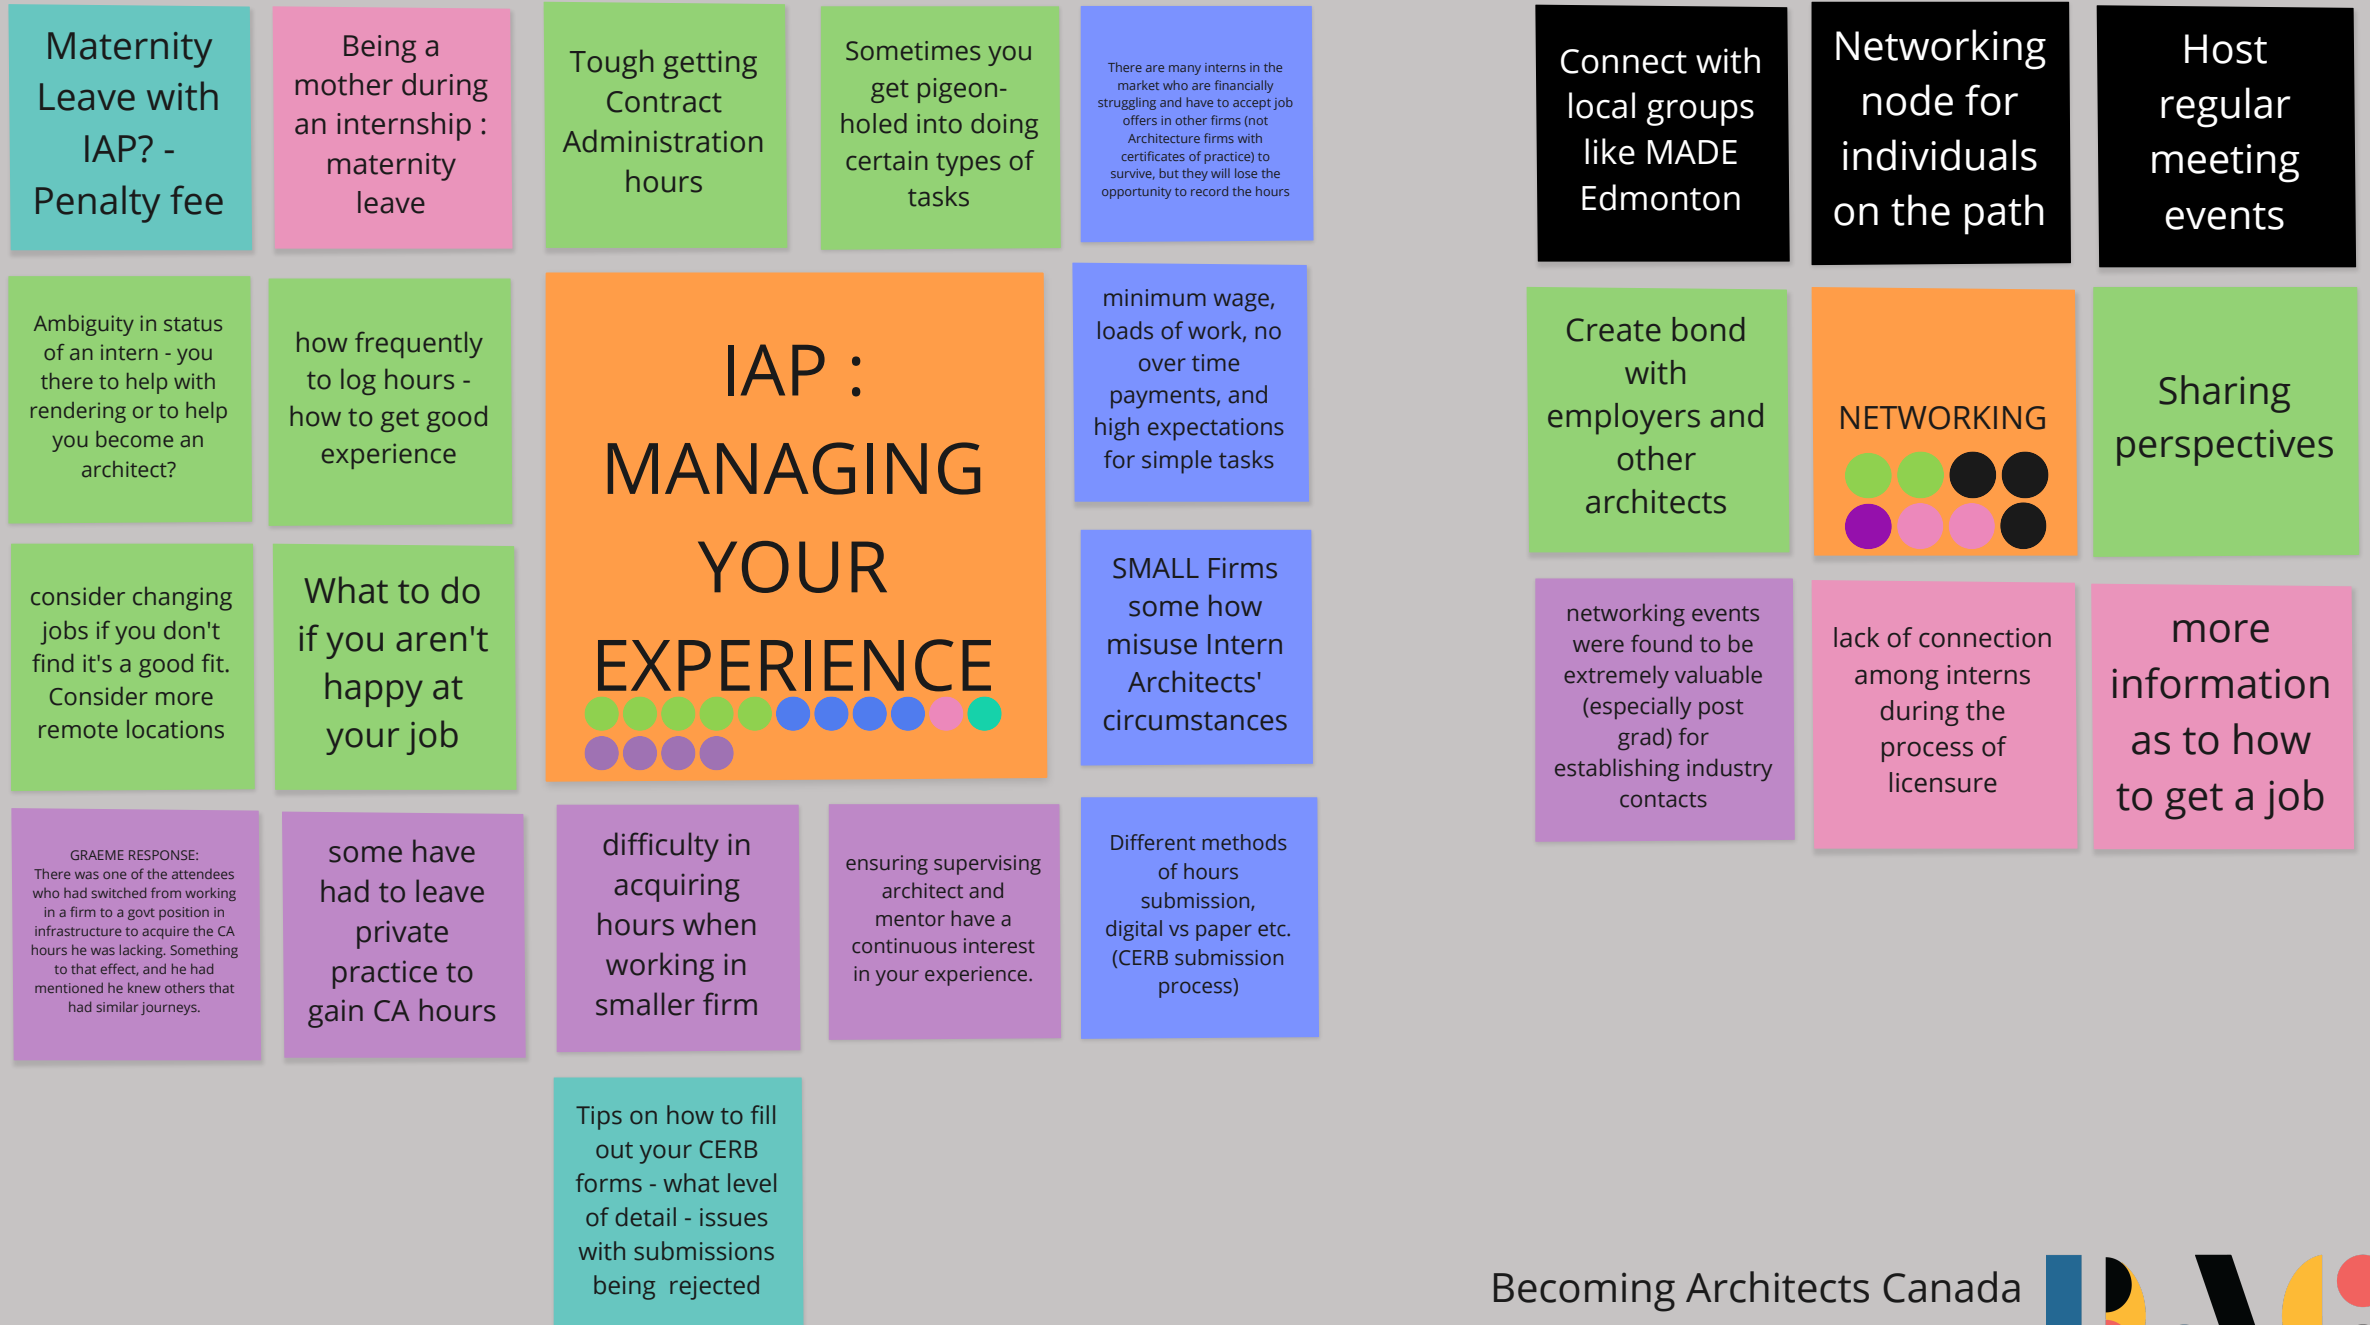 Maternity
Leave with
IAP? -
Penalty fee
Being a
mother during
an internship :
maternity
leave
Tough getting
Contract
Administration
hours
Sometimes you
get pigeon-
holed into doing
certain types of
tasks
There are many interns in the
market who are financially
struggling and have to accept job
offers in other firms (not
Architecture firms with
certificates of practice) to
survive, but they will lose the
opportunity to record the hours
Ambiguity in status
of an intern - you
there to help with
rendering or to help
you become an
architect?
how frequently
to log hours -
how to get good
experience
IAP :
MANAGING
YOUR
EXPERIENCE
minimum wage,
loads of work, no
over time
payments, and
high expectations
for simple tasks
consider changing
jobs if you don't
find it's a good fit.
Consider more
remote locations
What to do
if you aren't
happy at
your job
SMALL Firms
some how
misuse Intern
Architects'
circumstances
GRAEME RESPONSE:
There was one of the attendees
who had switched from working
in a firm to a govt position in
infrastructure to acquire the CA
hours he was lacking. Something
to that effect, and he had
mentioned he knew others that
had similar journeys.
some have
had to leave
private
practice to
gain CA hours
difficulty in
acquiring
hours when
working in
smaller firm
ensuring supervising
architect and
mentor have a
continuous interest
in your experience.
Different methods
of hours
submission,
digital vs paper etc.
(CERB submission
process)
Tips on how to fill
out your CERB
forms - what level
of detail - issues
with submissions
being  rejected
Connect with
local groups
like MADE
Edmonton
Networking
node for
individuals
on the path
Host
regular
meeting
events
Create bond
with
employers and
other
architects
NETWORKING
Sharing
perspectives
networking events
were found to be
extremely valuable
(especially post
grad) for
establishing industry
contacts
lack of connection
among interns
during the
process of
licensure
more
information
as to how
to get a job
Becoming Architects Canada